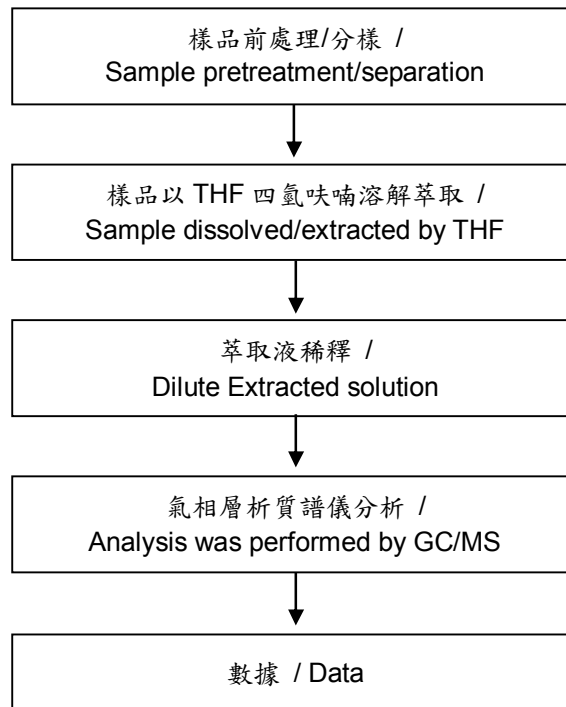 樣品前處理/分樣 /
Sample pretreatment/separation
樣品以 THF 四氫呋喃溶解萃取 /
Sample dissolved/extracted by THF
萃取液稀釋 /
Dilute Extracted solution
氣相層析質譜儀分析 /
Analysis was performed by GC/MS
數據 / Data